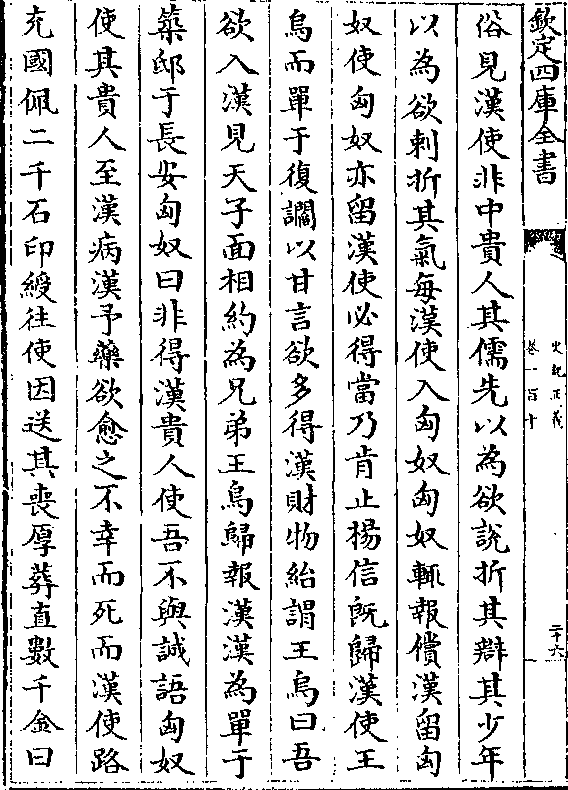 欽定四庫全書
史記正義
卷一百十
二十六
俗見漢使非中貴人其儒先以為欲說折其辯其少年
以為欲刺折其氣每漢使入匈奴匈奴輒報償漢留匈
奴使匈奴亦留漢使必得當乃肯止楊信既歸漢使王
烏而單于復讇以甘言欲多得漢財物紿謂王烏曰吾
欲入漢見天子面相約為兄弟王烏歸報漢漢為單于
築邸于長安匈奴曰非得漢貴人使吾不與誠語匈奴
使其貴人至漢病漢予藥欲愈之不幸而死而漢使路
充國佩二千石印綬往使因送其喪厚葬直數千金曰